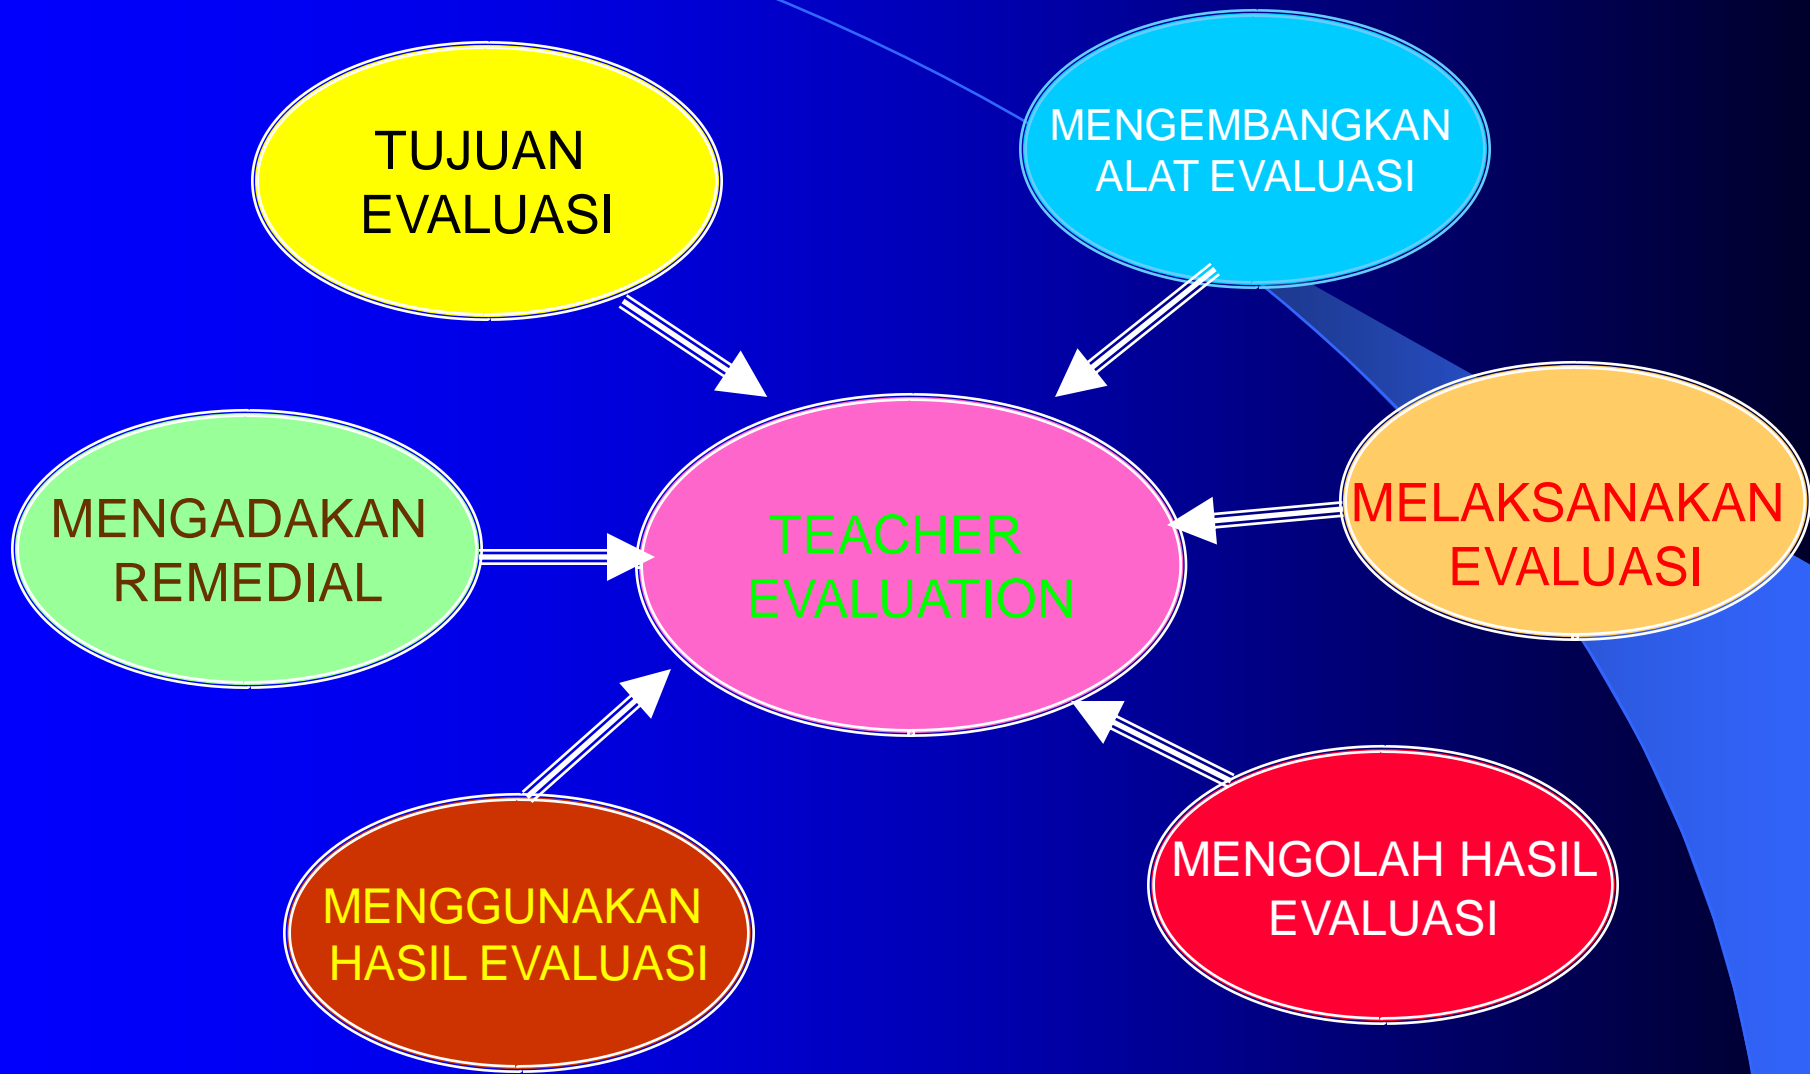 TUJUAN
EVALUASI
MENGEMBANGKAN
ALAT EVALUASI
MENGADAKAN
REMEDIAL
TEACHER
EVALUATION
MELAKSANAKAN
EVALUASI
MENGGUNAKAN
HASIL EVALUASI
MENGOLAH HASIL
EVALUASI